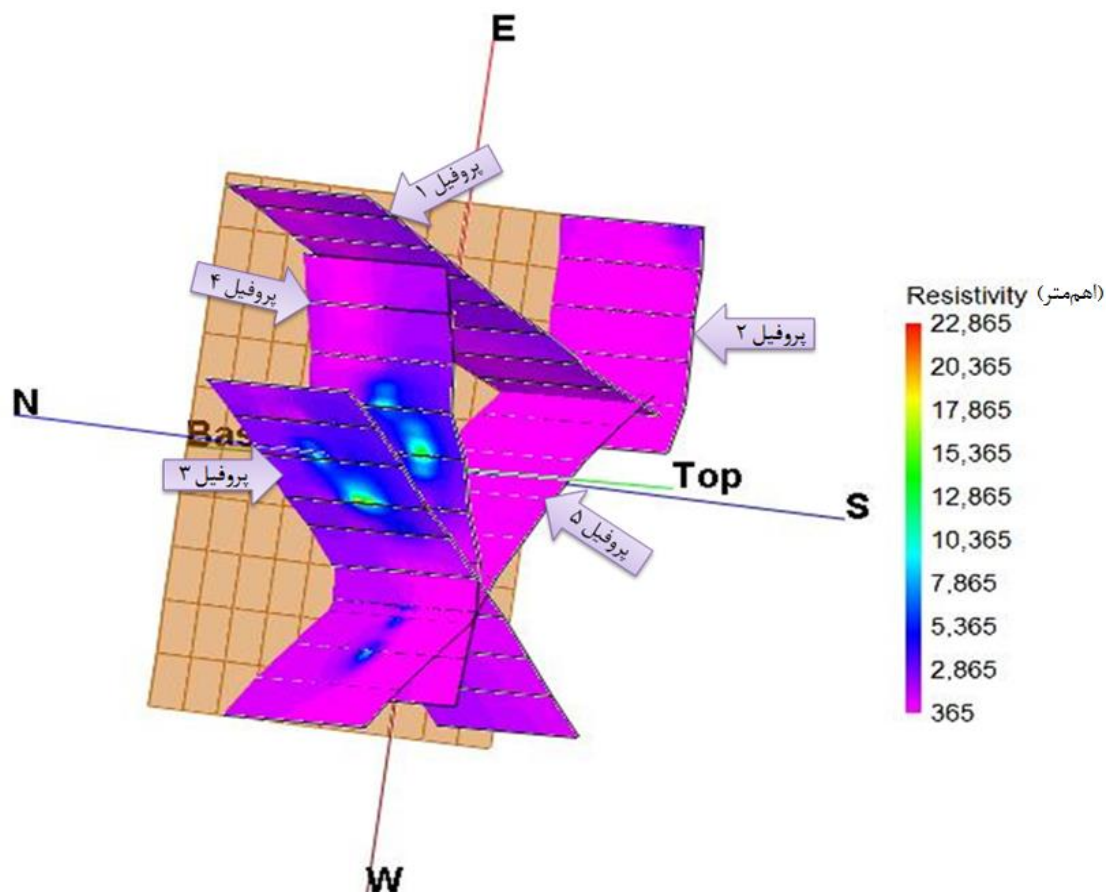 E
پروفیل ۱
پروفیل ۴
پروفیل ۲
Resistivity (اهم‌متر)
22,865
20,365
17,865
15,365
12,865
10,365
7,865
5,365
2,865
365
N
Bas
پروفیل ۳
Top
S
پروفیل ۵
W